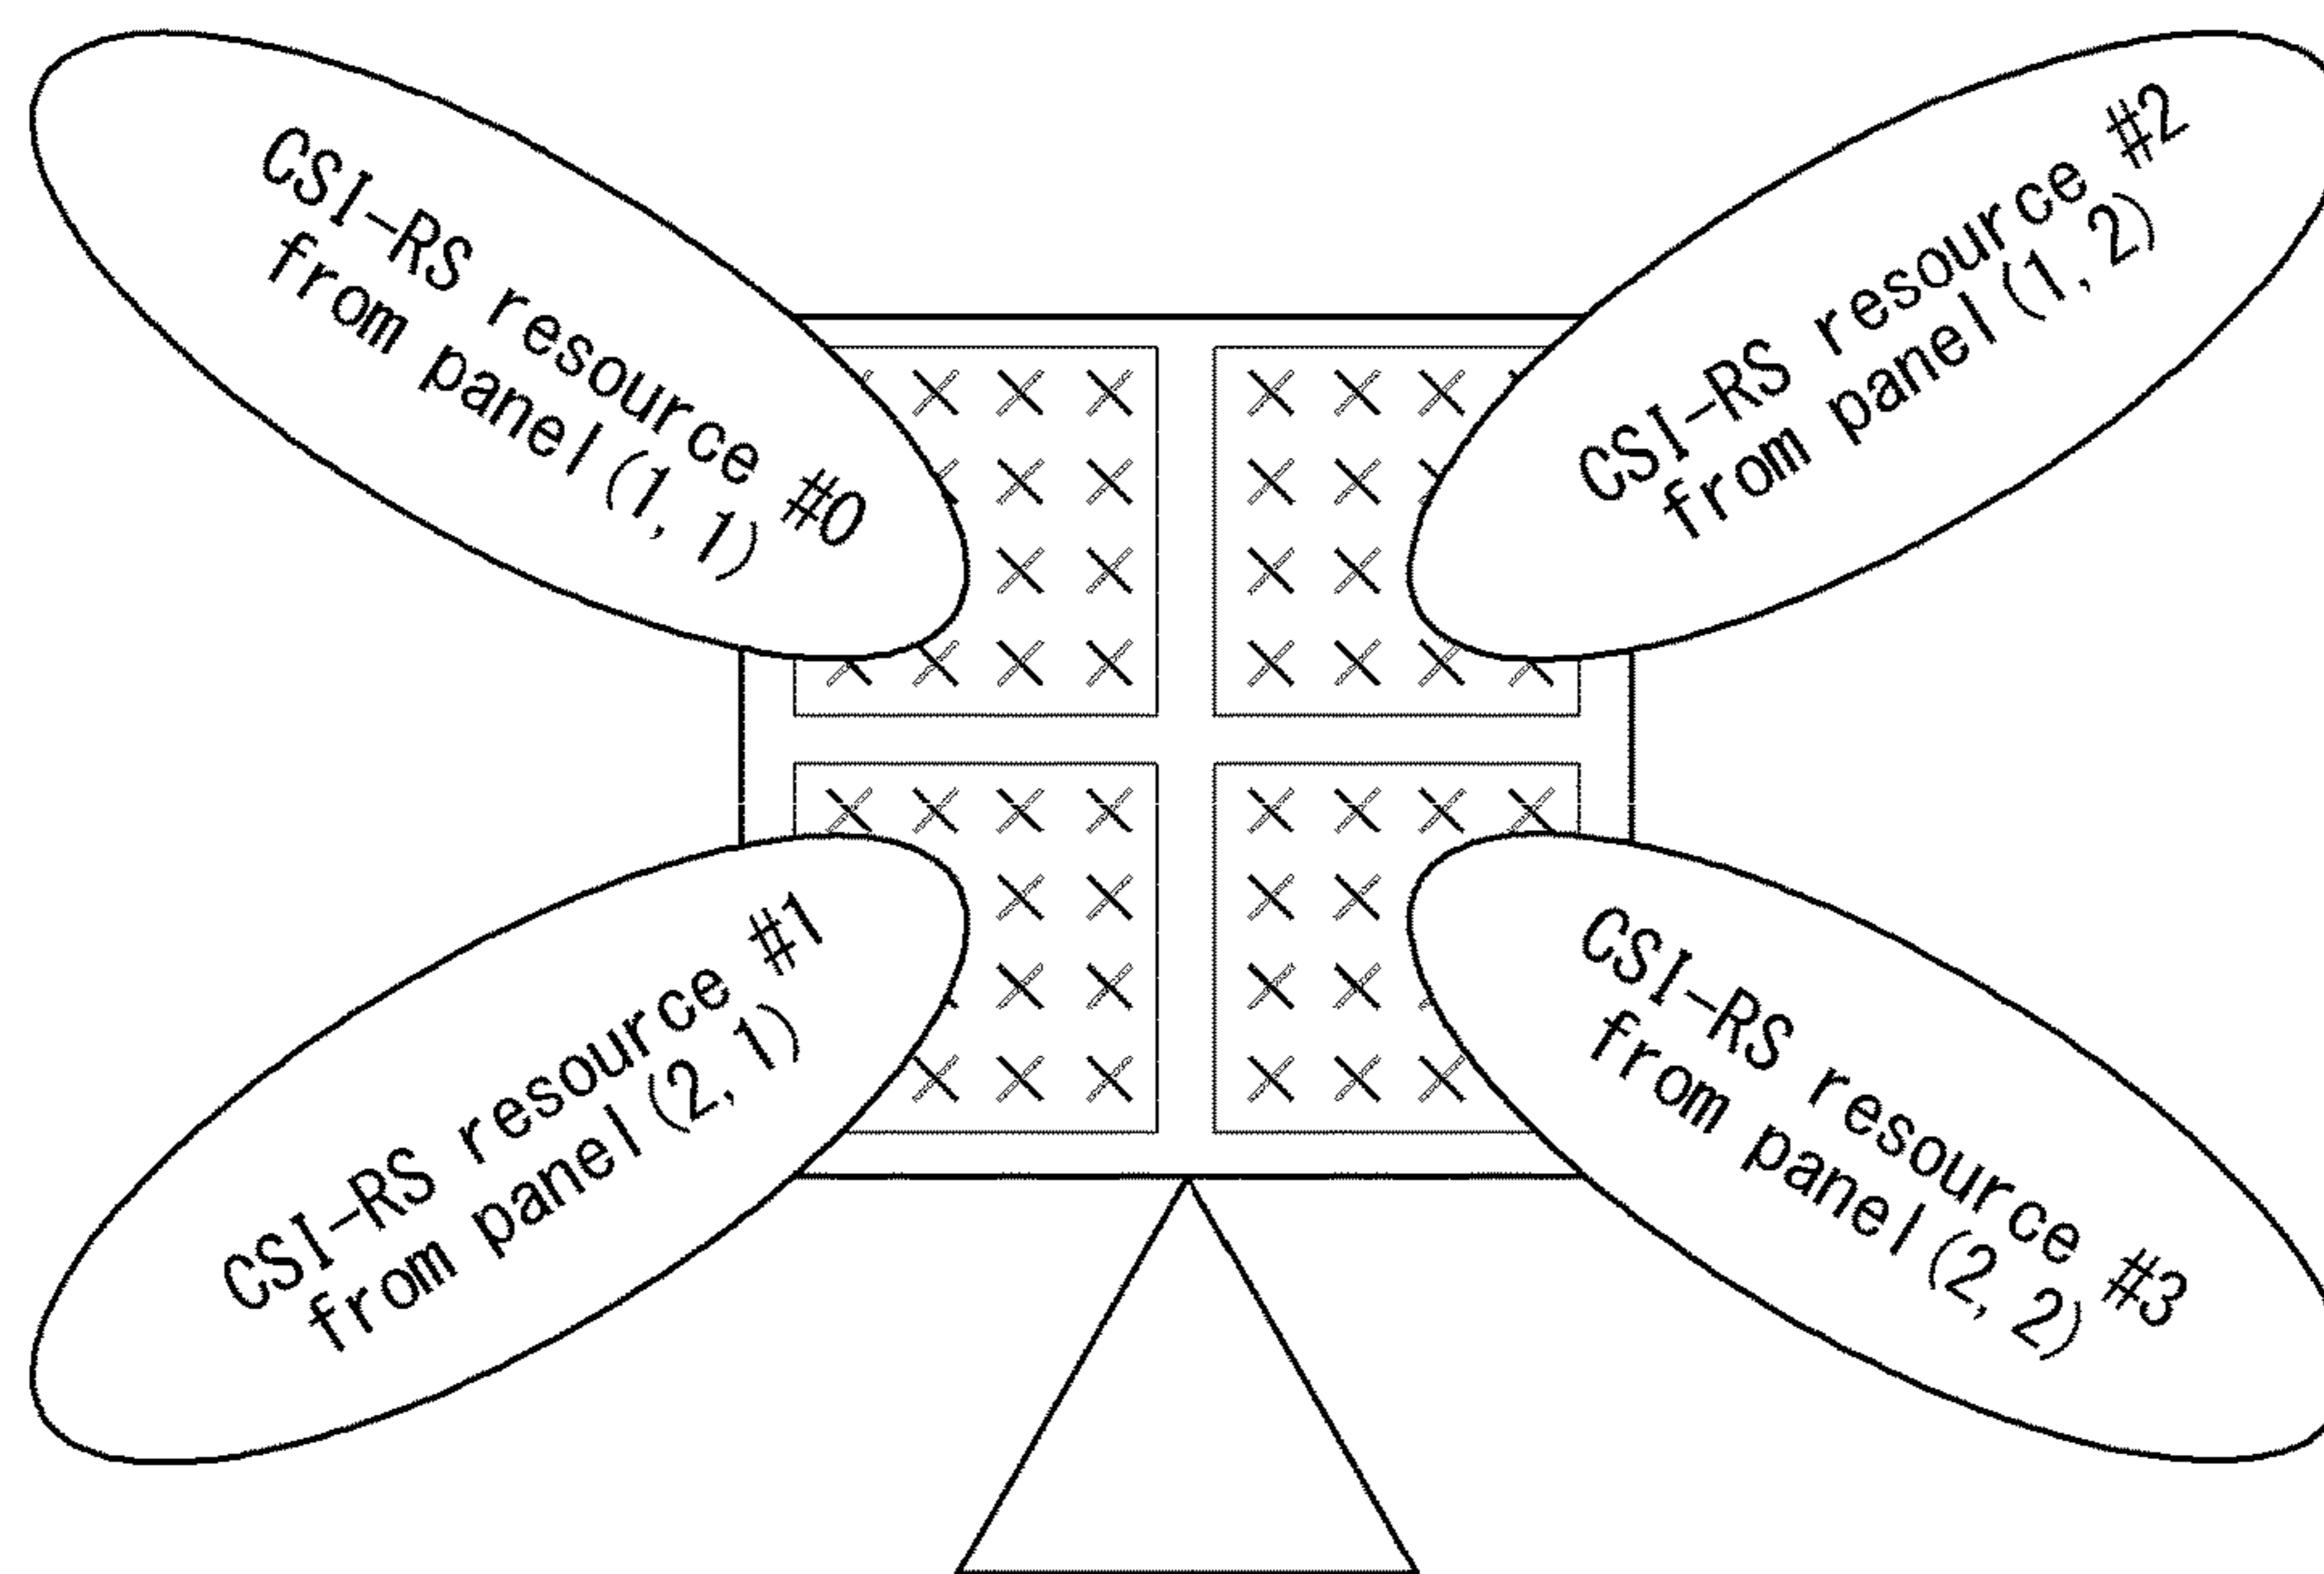 CSI-RS resource #0
from panel(1, 1)
CSI-RS resource #2
from panel(1, 2)
CSI-RS resource #1
from panel(2, 1)
CSI-RS resource #3
from panel(2, 2)